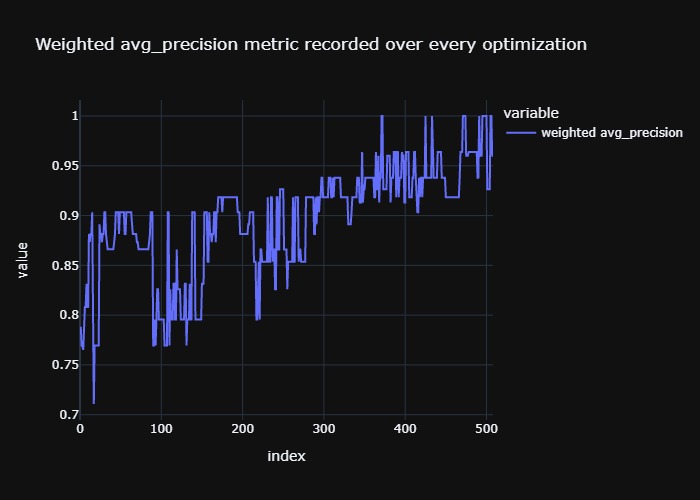 Weighted avg_precision metric recorded over every optimization
variable
weighted avg_precision
1
0.95
0.9
0.85
0.8
0.75
0.7
value
0 100 200 300 400 500
index